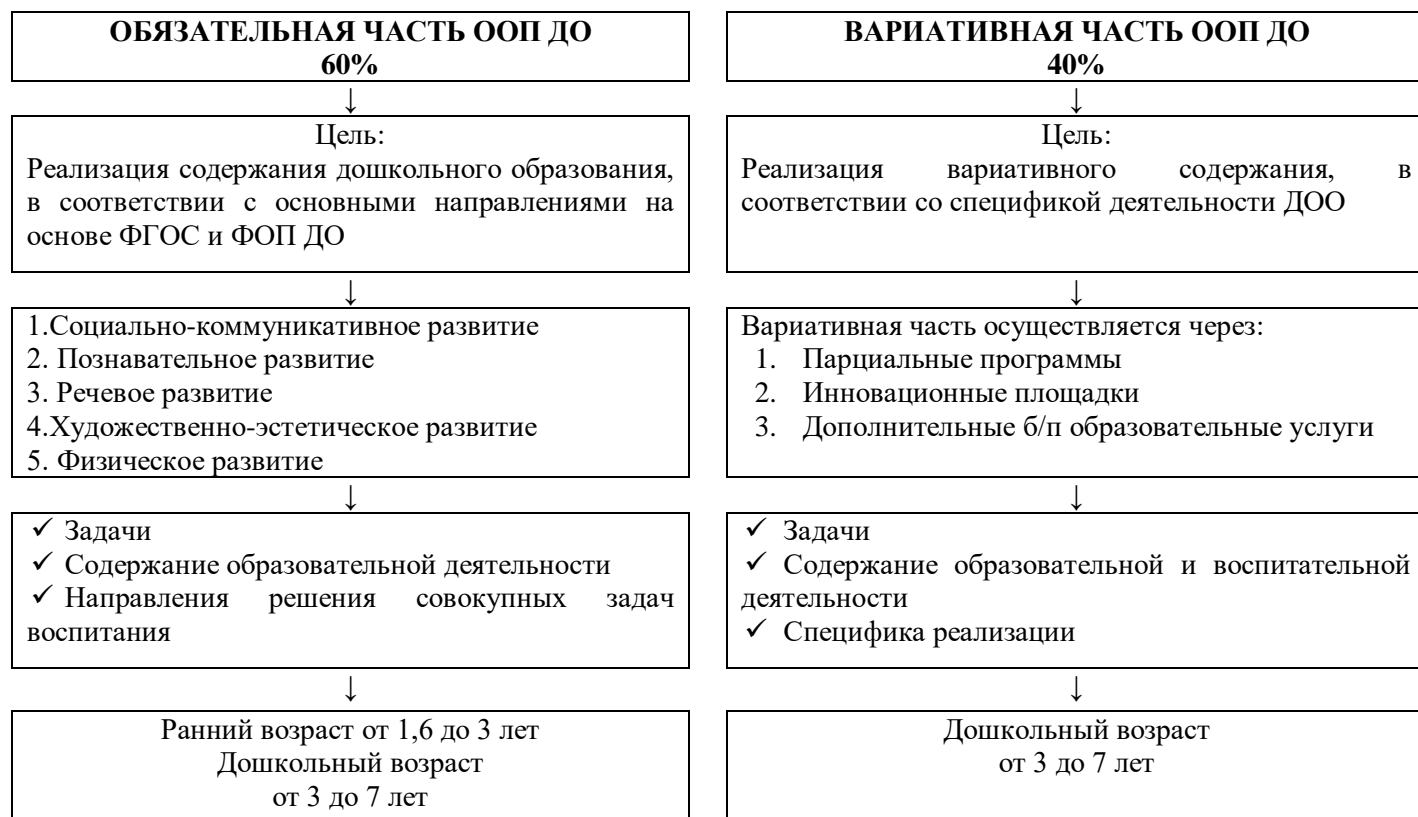 ОБЯЗАТЕЛЬНАЯ ЧАСТЬ ООП ДО
60%
↓
Цель:
Реализация содержания дошкольного образования,
в соответствии с основными направлениями на
основе ФГОС и ФОП ДО
↓
1.Социально-коммуникативное развитие
2. Познавательное развитие
3. Речевое развитие
4.Художественно-эстетическое развитие
5. Физическое развитие
↓
✓ Задачи
✓ Содержание образовательной деятельности
✓ Направления решения совокупных задач
воспитания
↓
Ранний возраст от 1,6 до 3 лет
Дошкольный возраст
от 3 до 7 лет
ВАРИАТИВНАЯ ЧАСТЬ ООП ДО
40%
↓
Цель:
Реализация вариативного содержания, в
соответствии со спецификой деятельности ДОО
↓
Вариативная часть осуществляется через:
1. Парциальные программы
2. Инновационные площадки
3. Дополнительные б/п образовательные услуги
↓
✓ Задачи
✓ Содержание образовательной и воспитательной
деятельности
✓ Специфика реализации
↓
Дошкольный возраст
от 3 до 7 лет